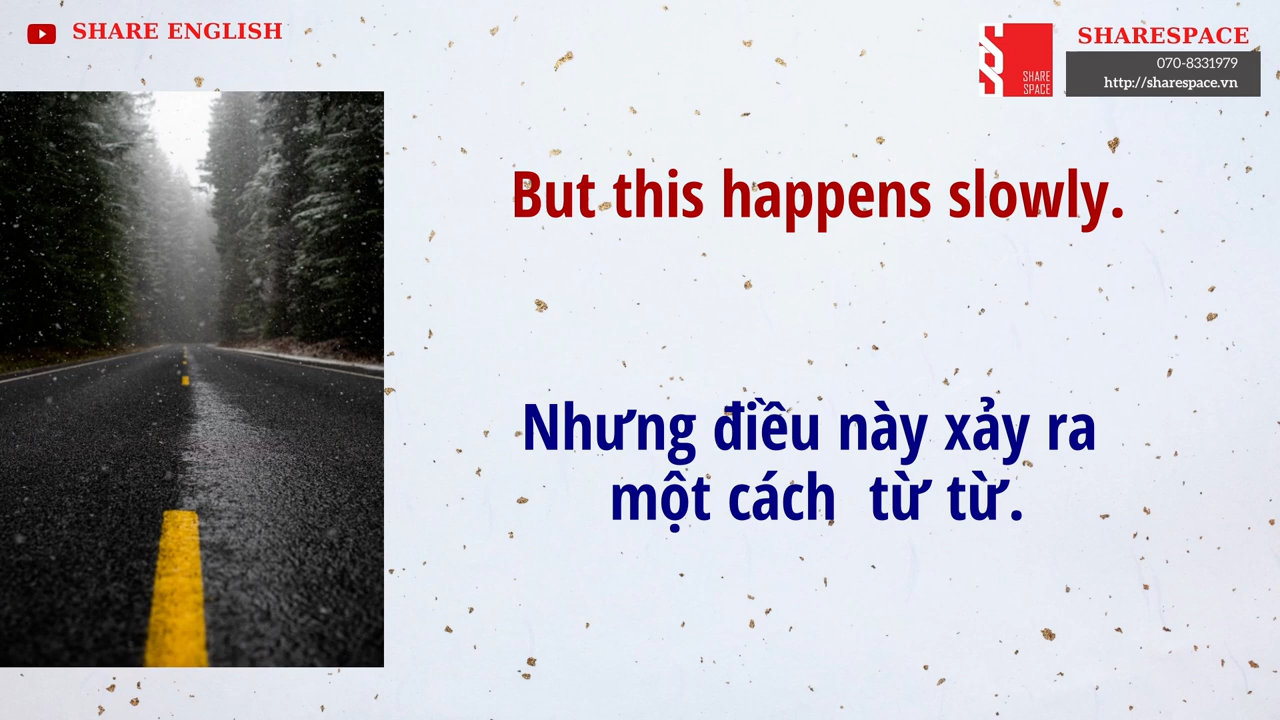 SHARE ENGLISH
SHARESPACE
070-8331979
http://sharespace.vn
SHARE
SPACE
But this happens slowly.
Nhưng điều này xảy ra
một cách  từ từ.